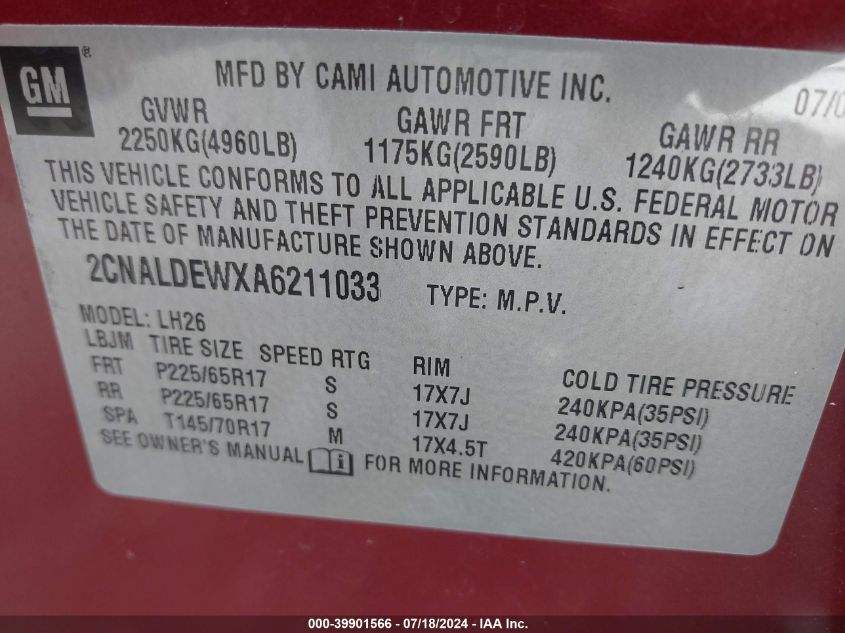 GM®
MFD BY CAMI AUTOMOTIVE INC.
GVWR GAWR FRT GAWR RR
2250KG(4960LB) 1175KG(2590LB) 1240KG(2733LB)
THIS VEHICLE CONFORMS TO ALL APPLICABLE U.S. FEDERAL MOTOR
VEHICLE SAFETY AND THEFT PREVENTION STANDARDS IN EFFECT ON
THE DATE OF MANUFACTURE SHOWN ABOVE.
2CNALDEWXA6211033 TYPE: M.P.V.
MODEL: LH26
LBJM TIRE SIZE SPEED RTG RIM COLD TIRE PRESSURE
FRT P225/65R17 S 17X7J 240KPA(35PSI)
RR P225/65R17 S 17X7J 240KPA(35PSI)
SPA T145/70R17 M 17X4.5T 420KPA(60PSI)
SEE OWNER'S MANUAL FOR MORE INFORMATION.
000-39901566 - 07/18/2024 - IAA Inc.